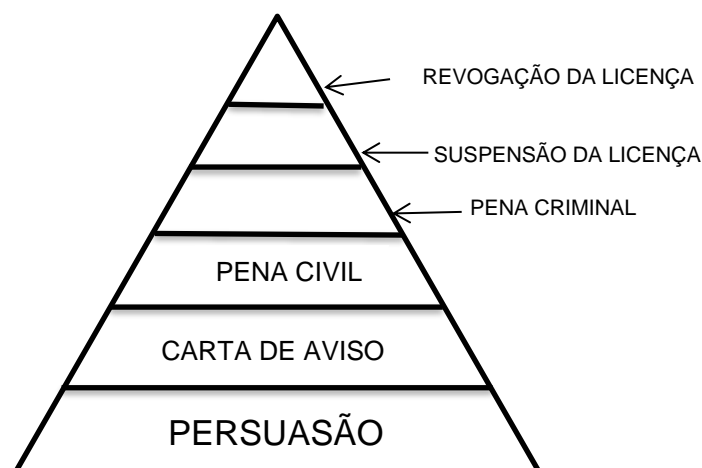 REVOGAÇÃO DA LICENÇA
SUSPENSÃO DA LICENÇA
PENA CRIMINAL
PENA CIVIL
CARTA DE AVISO
PERSUASÃO